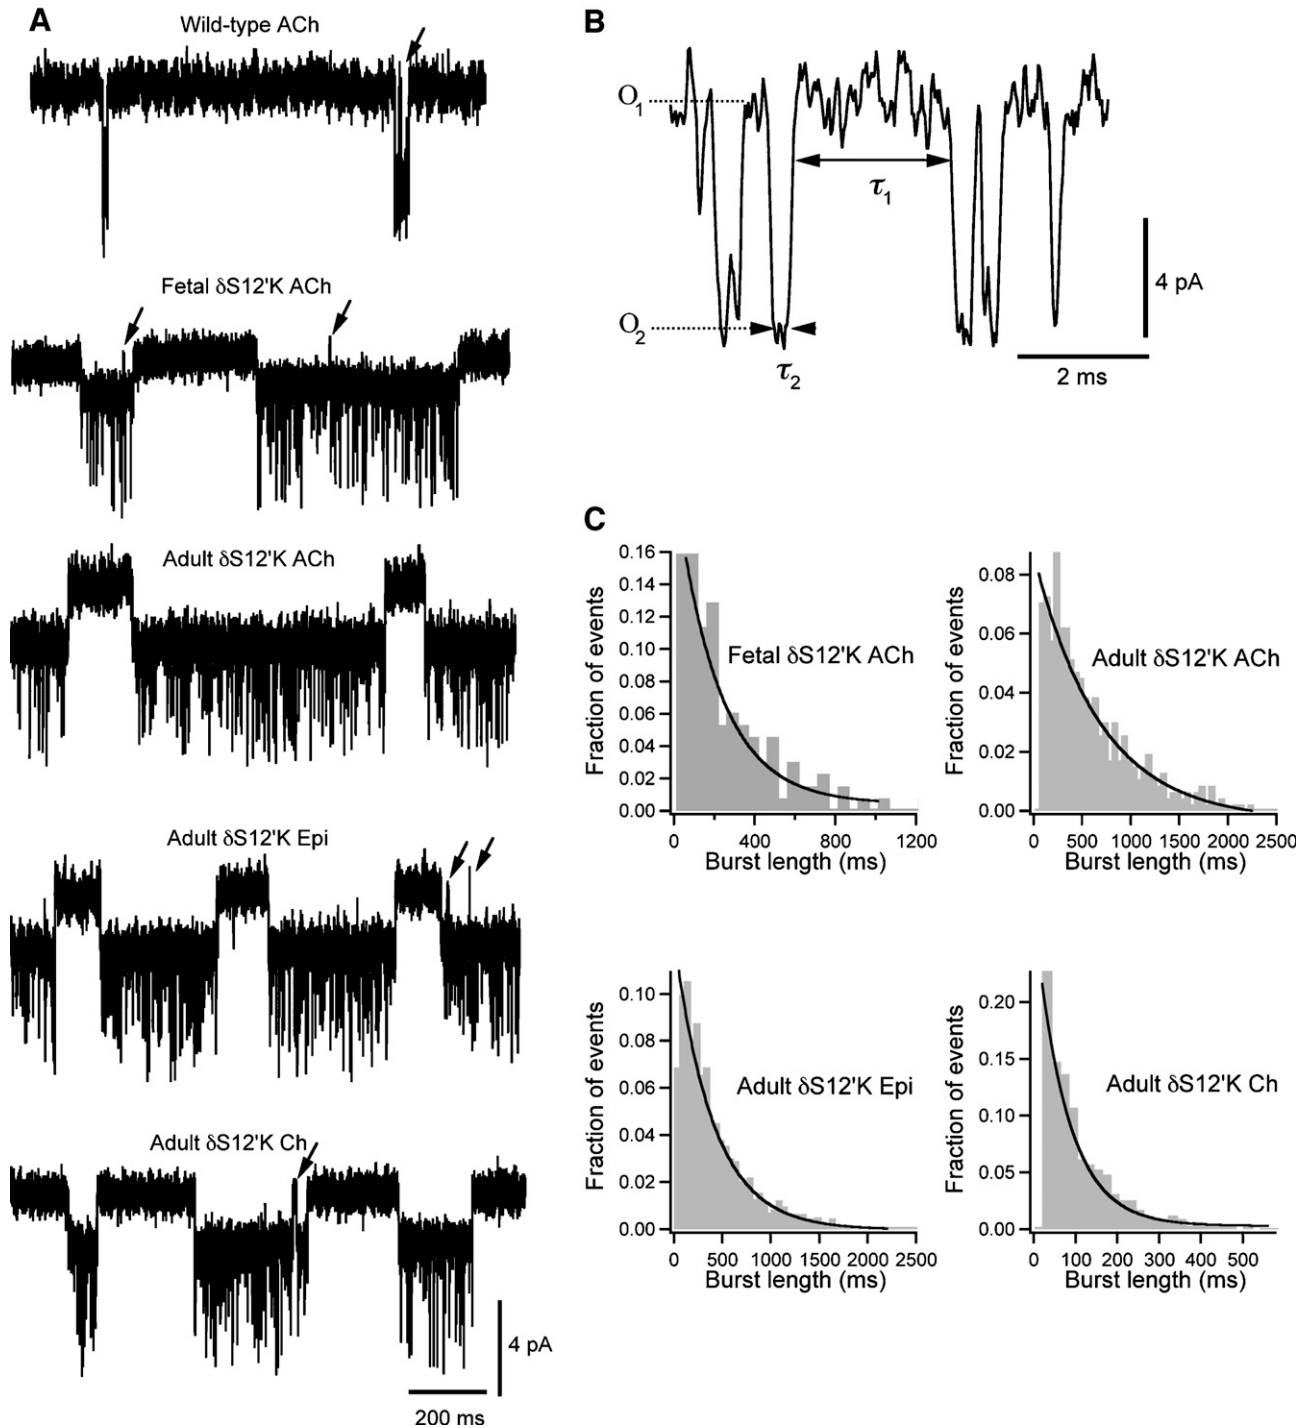 A
Wild-type ACh
Fetal δS12'K ACh
Adult δS12'K ACh
Adult δS12'K Epi
Adult δS12'K Ch
4 pA
200 ms
B
O1
τ1
O2
τ2
4 pA
2 ms
C
Fraction of events
0.16
0.14
0.12
0.10
0.08
0.06
0.04
0.02
0.00
Fetal δS12'K ACh
0 400 800 1200
Burst length (ms)
Fraction of events
0.08
0.06
0.04
0.02
0.00
Adult δS12'K ACh
0 500 1000 1500 2000 2500
Burst length (ms)
Fraction of events
0.10
0.08
0.06
0.04
0.02
0.00
Adult δS12'K Epi
0 500 1000 1500 2000 2500
Burst length (ms)
Fraction of events
0.20
0.15
0.10
0.05
0.00
Adult δS12'K Ch
0 100 200 300 400 500
Burst length (ms)